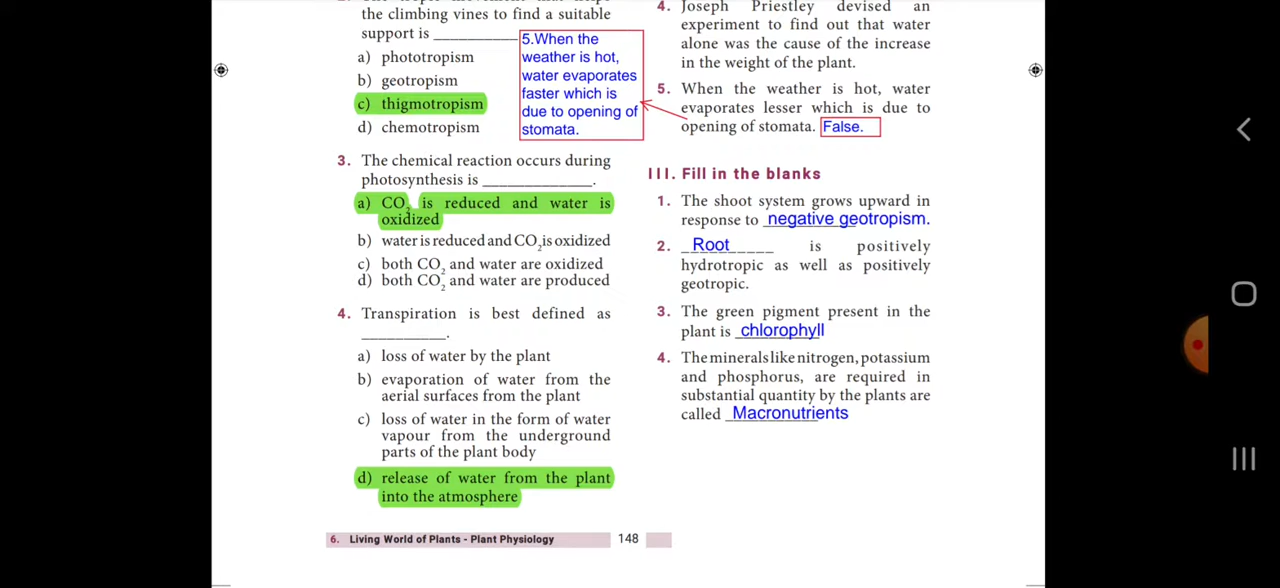 the climbing vines to find a suitable
support is __________
a) phototropism
b) geotropism
c) thigmotropism
d) chemotropism
5.When the
weather is hot,
water evaporates
faster which is
due to opening of
stomata.
3. The chemical reaction occurs during
photosynthesis is _____________.
a) CO₂ is reduced and water is
oxidized
b) water is reduced and CO₂ is oxidized
c) both CO₂ and water are oxidized
d) both CO₂ and water are produced
4. Transpiration is best defined as
__________.
a) loss of water by the plant
b) evaporation of water from the
aerial surfaces from the plant
c) loss of water in the form of water
vapour from the underground
parts of the plant body
d) release of water from the plant
into the atmosphere
4. Joseph Priestley devised an
experiment to find out that water
alone was the cause of the increase
in the weight of the plant.
5. When the weather is hot, water
evaporates lesser which is due to
opening of stomata. False.
III. Fill in the blanks
1. The shoot system grows upward in
response to negative geotropism.
2. Root is positively
hydrotropic as well as positively
geotropic.
3. The green pigment present in the
plant is chlorophyll
4. The minerals like nitrogen, potassium
and phosphorus, are required in
substantial quantity by the plants are
called Macronutrients
6. Living World of Plants - Plant Physiology 148